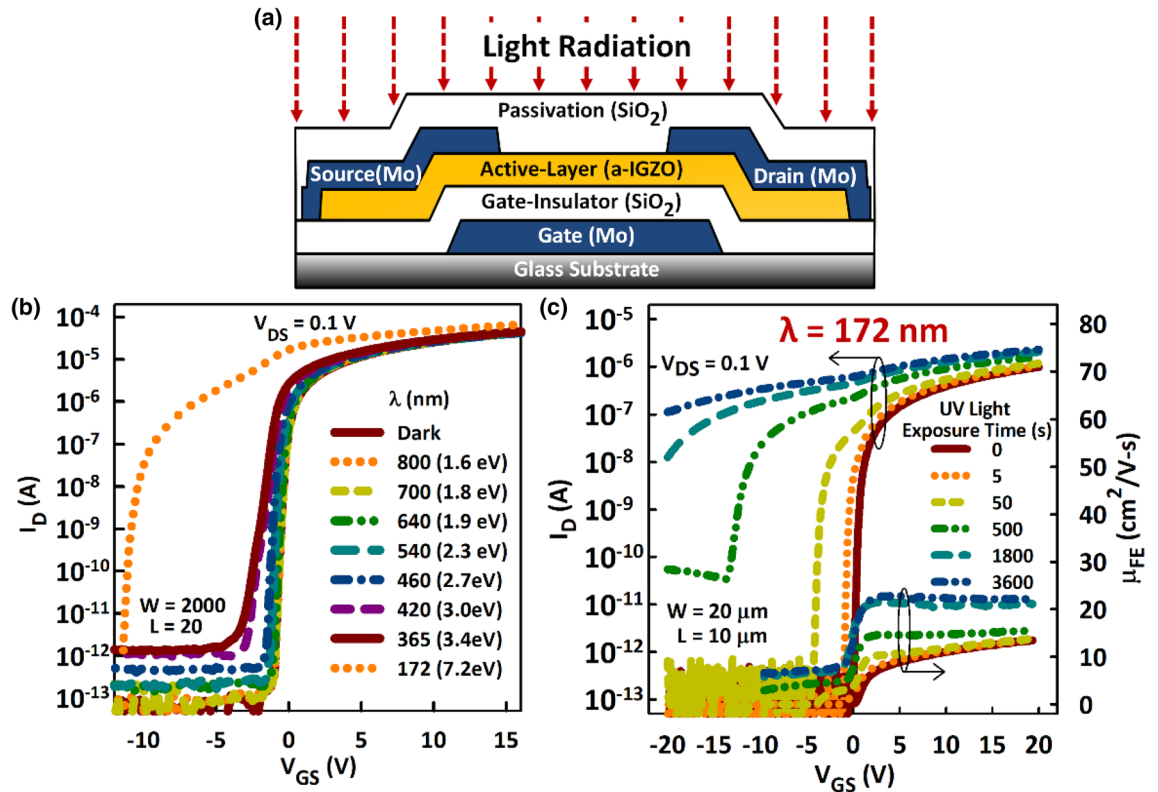 (a)
Light Radiation
Passivation (SiO2)
Source(Mo)
Active-Layer (a-IGZO)
Drain (Mo)
Gate-Insulator (SiO2)
Gate (Mo)
Glass Substrate
(b)
10-4
10-5
10-6
10-7
10-8
10-9
10-10
10-11
10-12
10-13
ID (A)
VDS = 0.1 V
λ (nm)
Dark
800 (1.6 eV)
700 (1.8 eV)
640 (1.9 eV)
540 (2.3 eV)
460 (2.7eV)
420 (3.0eV)
365 (3.4eV)
172 (7.2eV)
W = 2000
L = 20
-10
-5
0
5
10
15
VGS (V)
(c)
10-5
10-6
10-7
10-8
10-9
10-10
10-11
10-12
10-13
ID (A)
λ = 172 nm
VDS = 0.1 V
UV Light
Exposure Time (s)
0
5
50
500
1800
3600
W = 20 μm
L = 10 μm
80
70
60
50
40
30
20
10
0
μFE (cm2/V-s)
-20
-15
-10
-5
0
5
10
15
20
VGS (V)